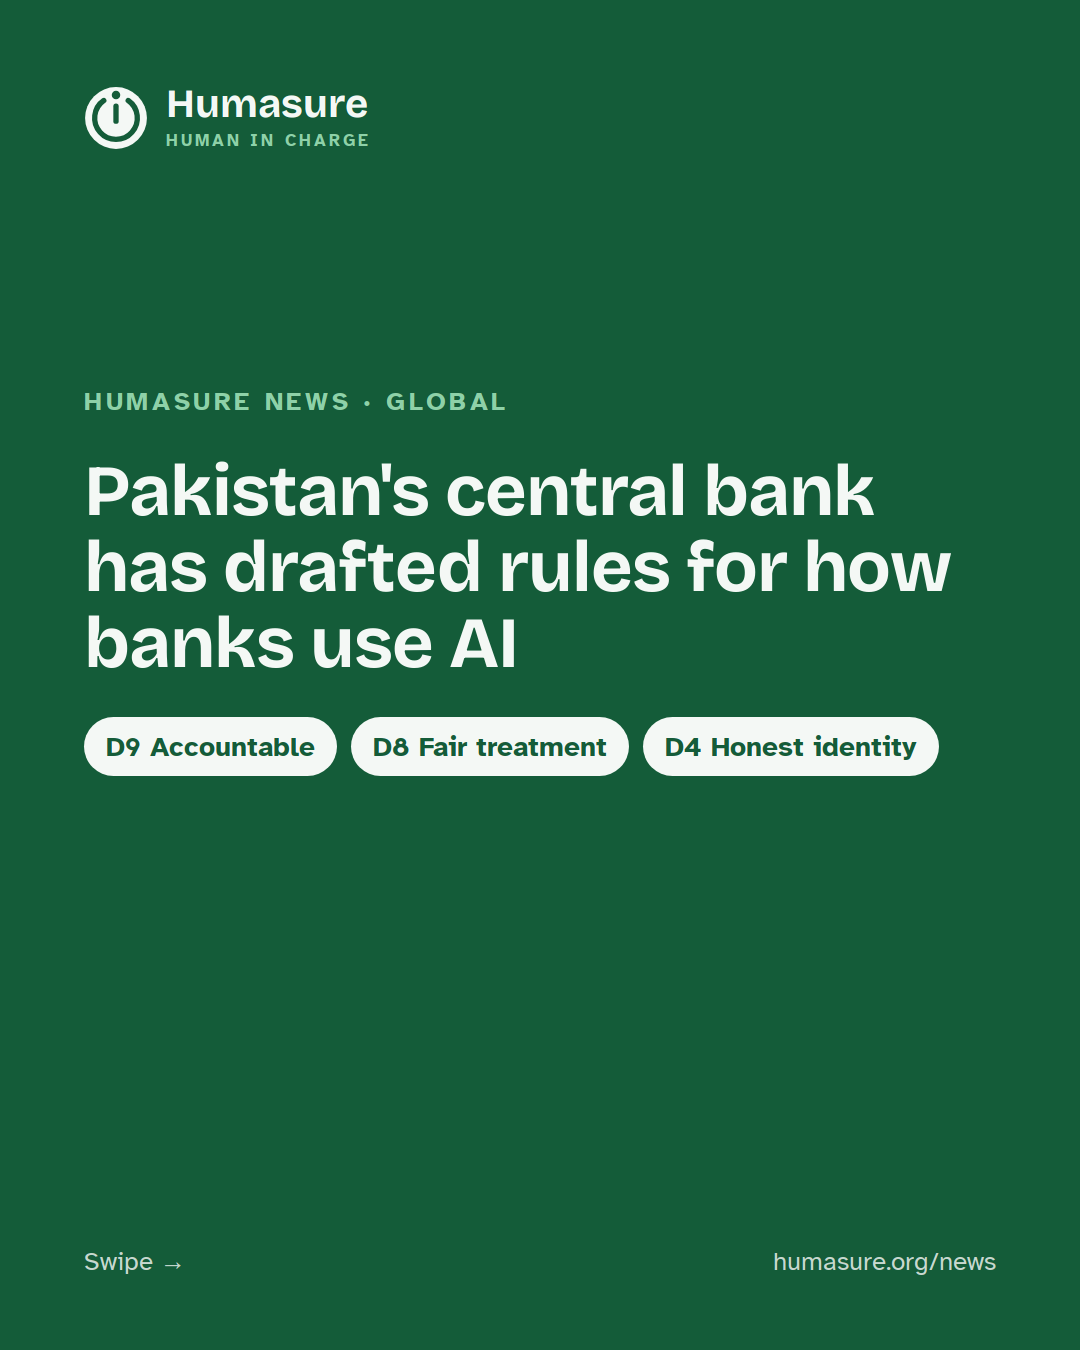 Humasure
HUMAN IN CHARGE
HUMASURE NEWS · GLOBAL
Pakistan's central bank
has drafted rules for how
banks use AI
D9 Accountable
D8 Fair treatment
D4 Honest identity
Swipe →
humasure.org/news